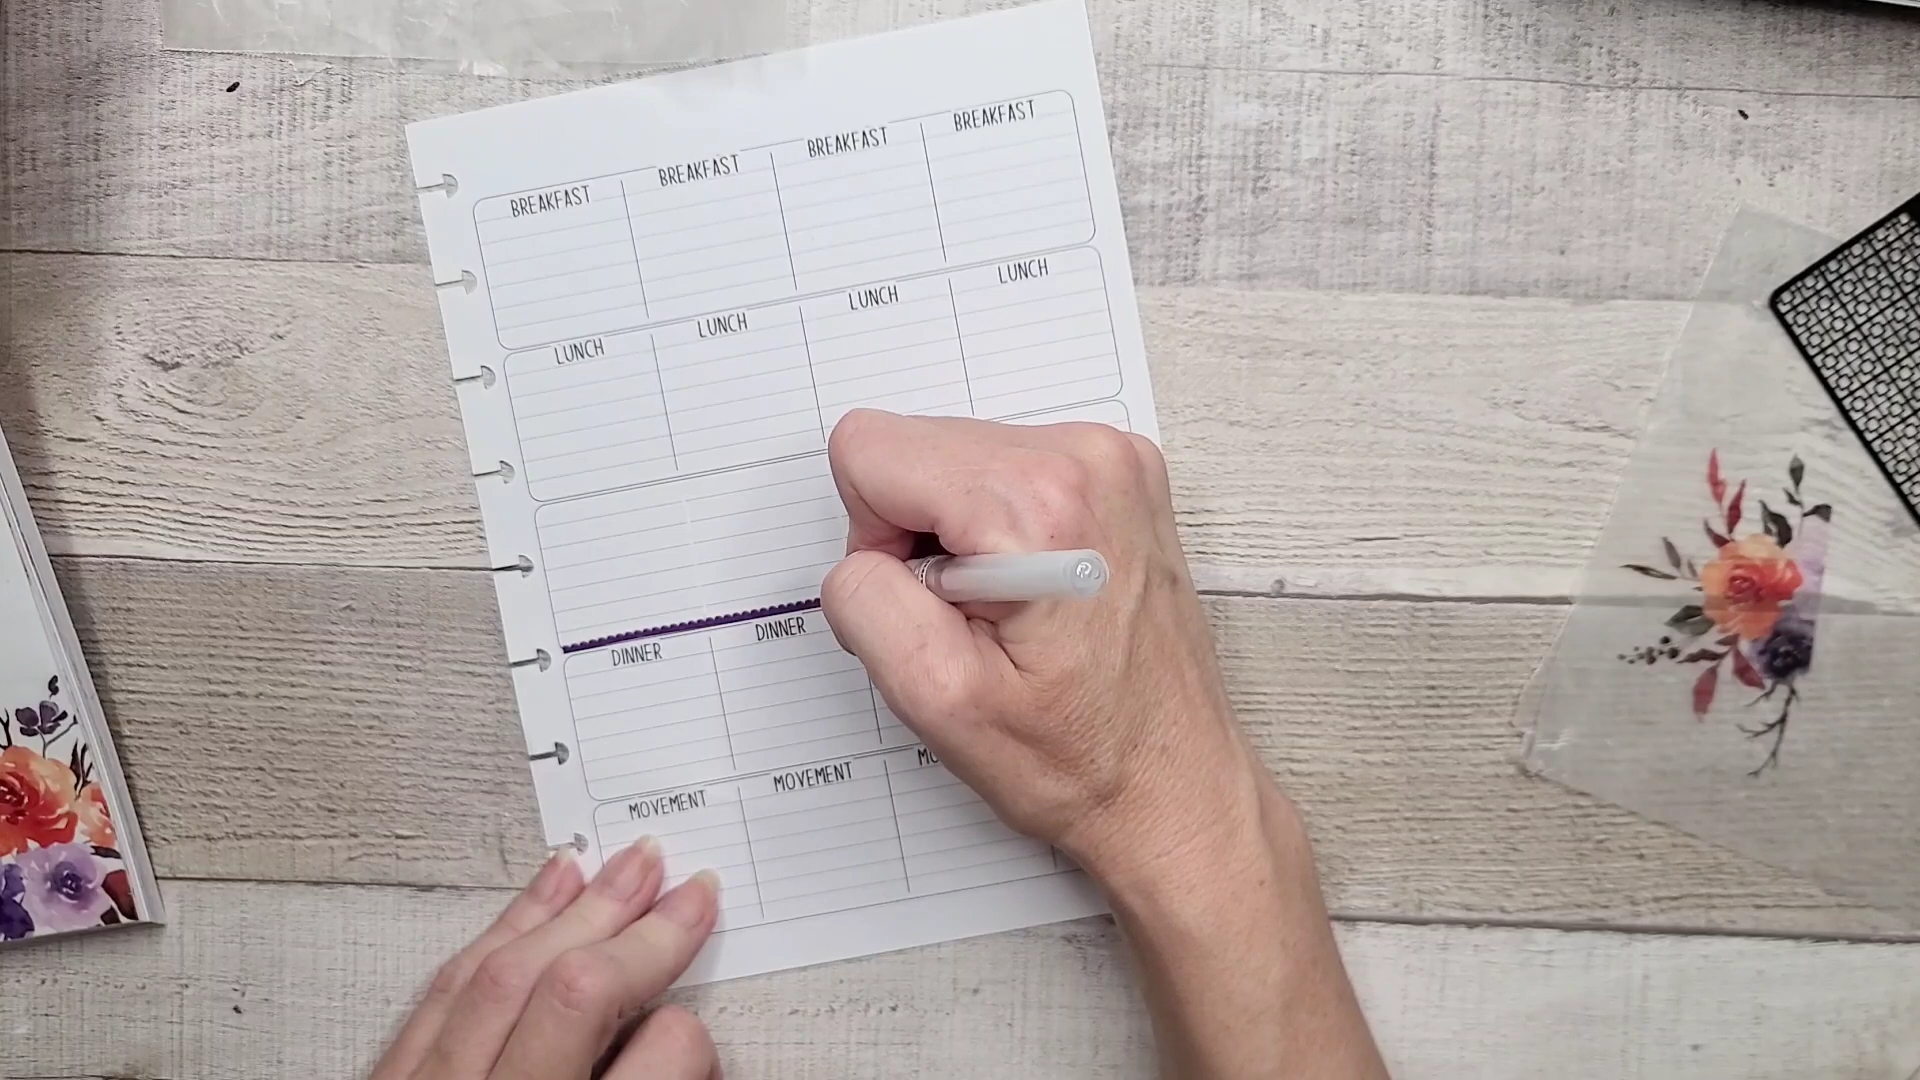 BREAKFAST BREAKFAST BREAKFAST BREAKFAST
LUNCH LUNCH LUNCH LUNCH
DINNER DINNER
MOVEMENT MOVEMENT